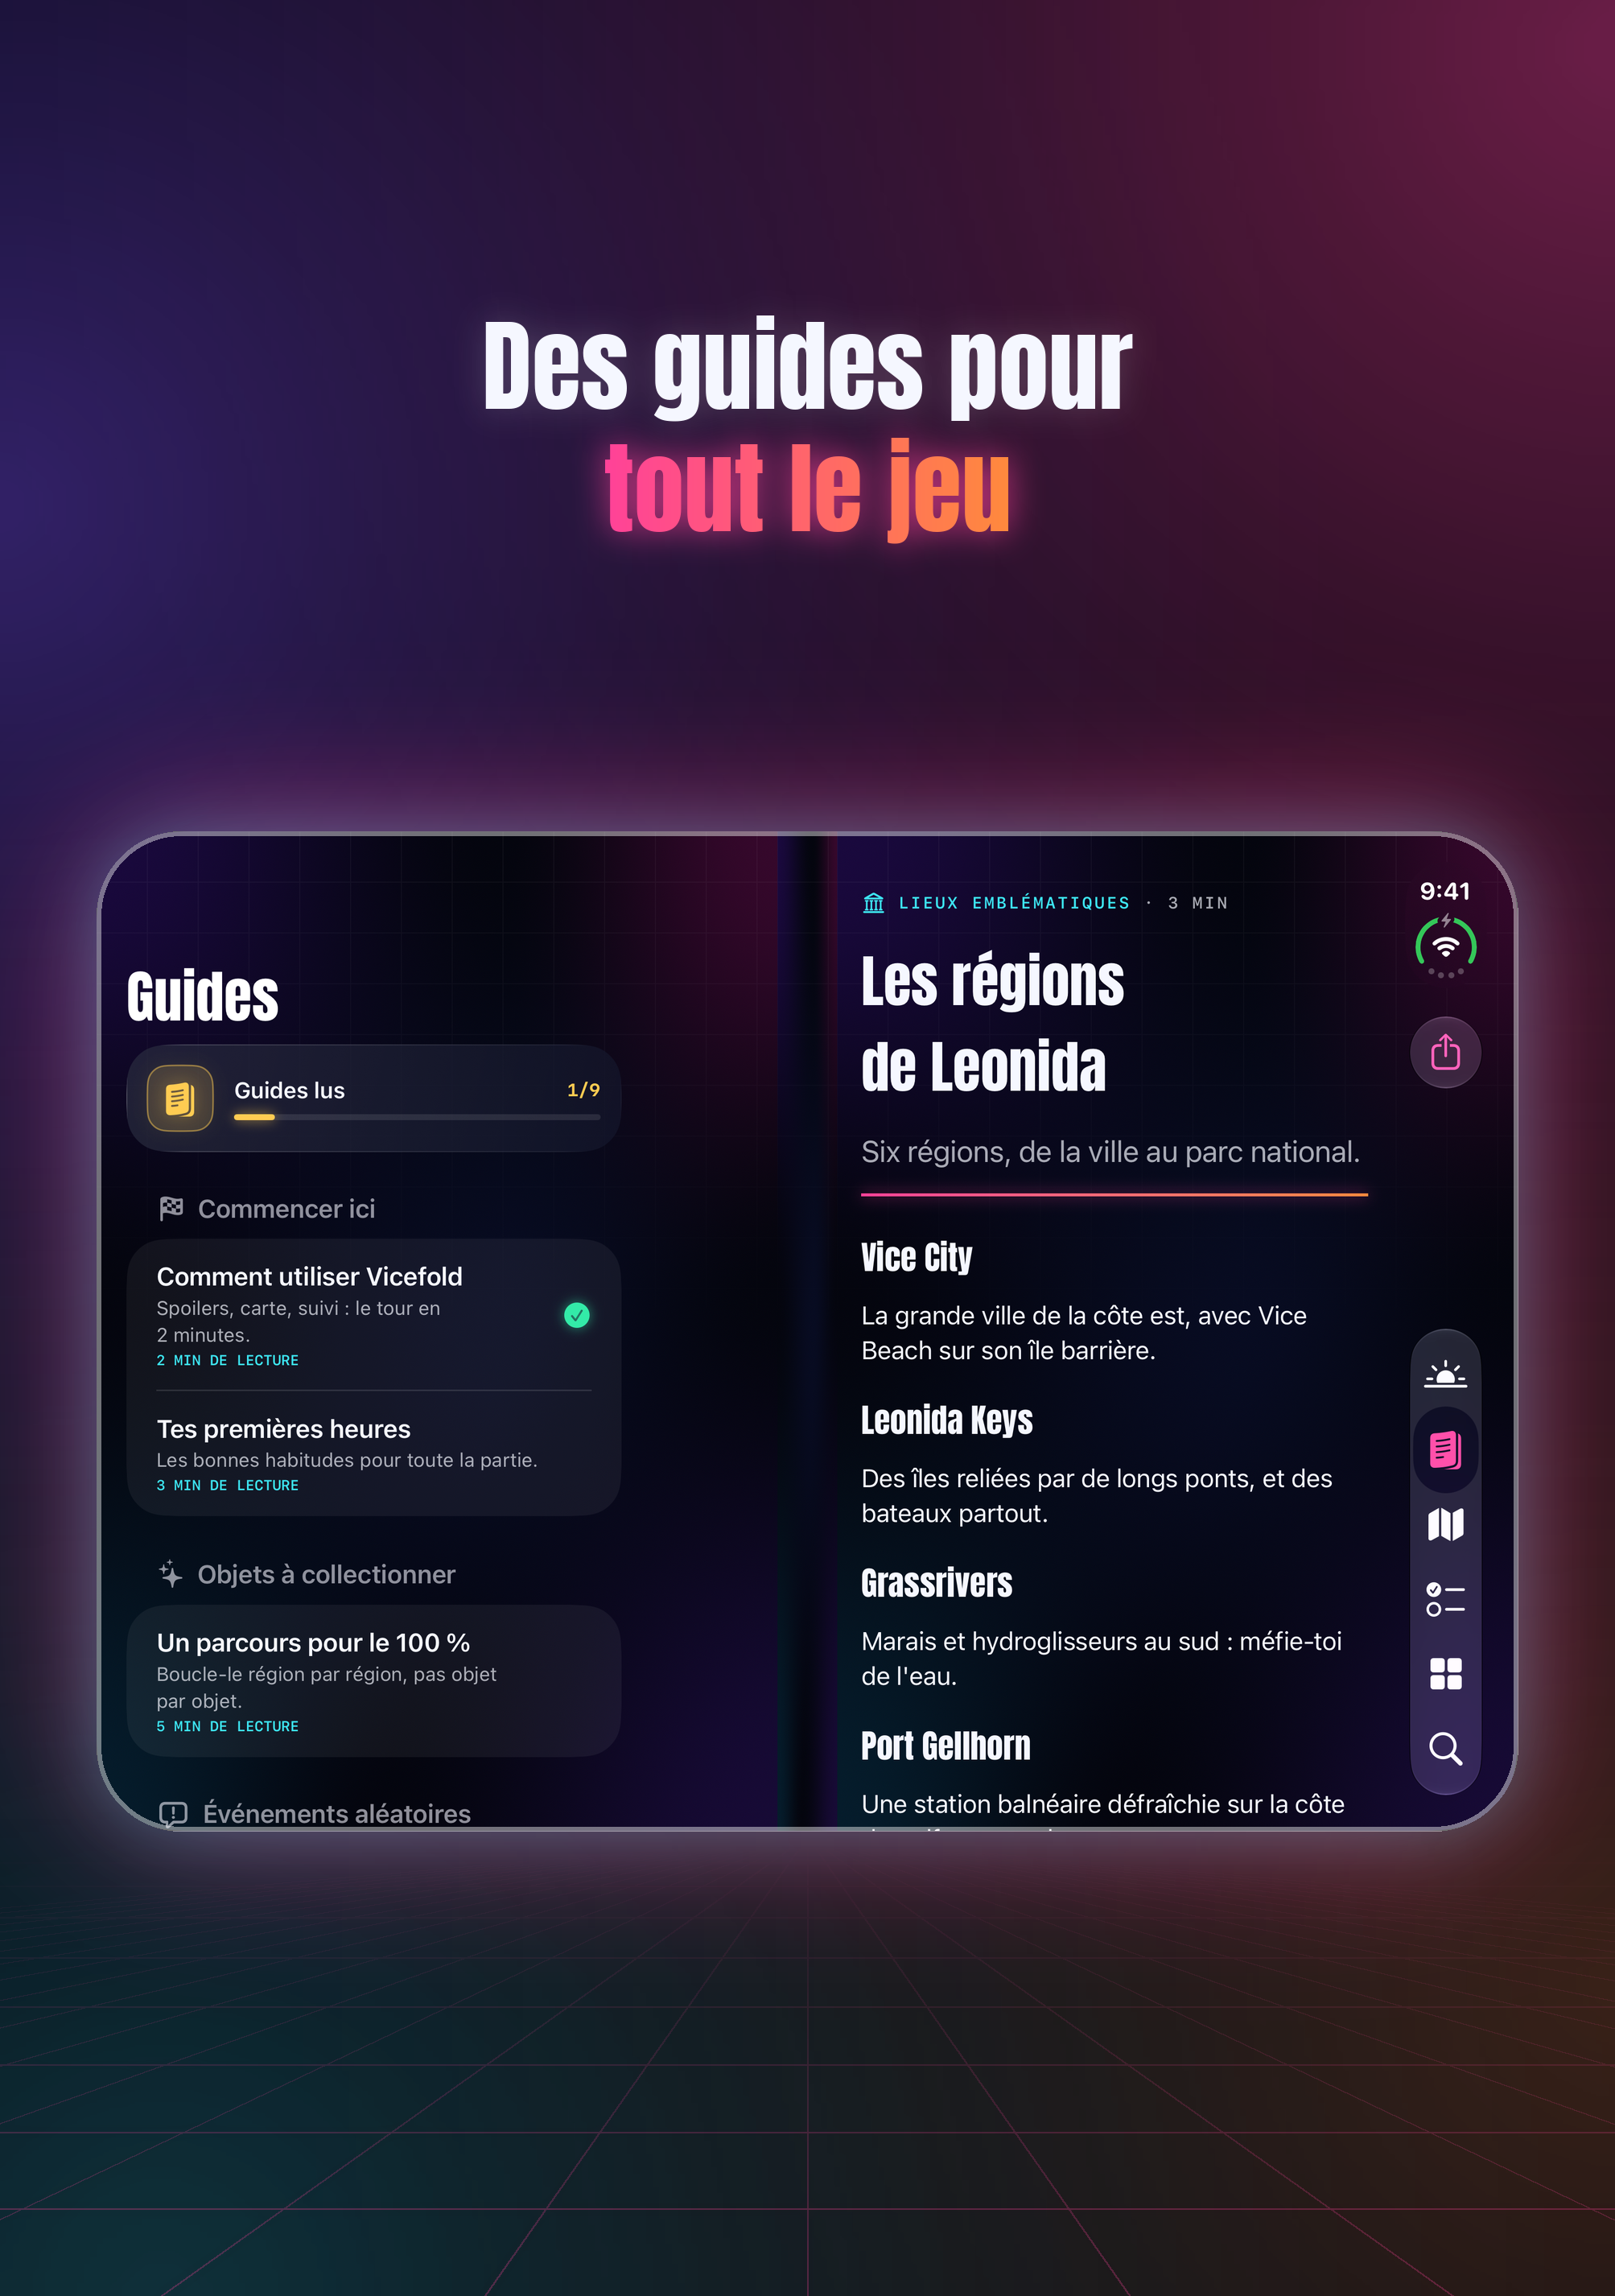 Des guides pour
tout le jeu
Guides
Guides lus
1/9
Commencer ici
Comment utiliser Vicefold
Spoilers, carte, suivi : le tour en
2 minutes.
2 MIN DE LECTURE
Tes premières heures
Les bonnes habitudes pour toute la partie.
3 MIN DE LECTURE
Objets à collectionner
Un parcours pour le 100 %
Boucle-le région par région, pas objet
par objet.
5 MIN DE LECTURE
Événements aléatoires
LIEUX EMBLÉMATIQUES · 3 MIN
Les régions
de Leonida
Six régions, de la ville au parc national.
Vice City
La grande ville de la côte est, avec Vice
Beach sur son île barrière.
Leonida Keys
Des îles reliées par de longs ponts, et des
bateaux partout.
Grassrivers
Marais et hydroglisseurs au sud : méfie-toi
de l'eau.
Port Gellhorn
Une station balnéaire défraîchie sur la côte
9:41